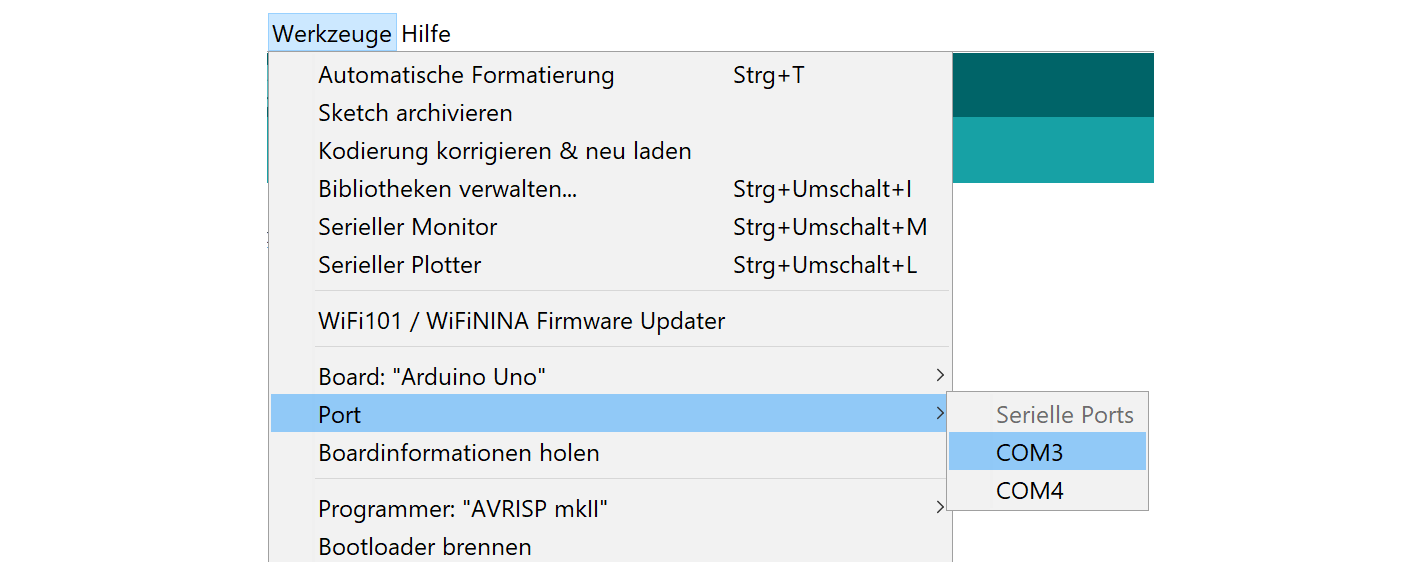 Werkzeuge Hilfe
Automatische Formatierung Strg+T
Sketch archivieren
Kodierung korrigieren & neu laden
Bibliotheken verwalten... Strg+Umschalt+I
Serieller Monitor Strg+Umschalt+M
Serieller Plotter Strg+Umschalt+L
WiFi101 / WiFiNINA Firmware Updater
Board: "Arduino Uno"
Port
Serielle Ports
COM3
COM4
Boardinformationen holen
Programmer: "AVRISP mkII"
Bootloader brennen